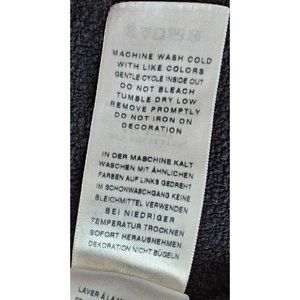 MACHINE WASH COLD
WITH LIKE COLORS
GENTLE CYCLE INSIDE OUT
DO NOT BLEACH
TUMBLE DRY LOW
REMOVE PROMPTLY
DO NOT IRON ON
DECORATION
IN DER MASCHINE KALT
WASCHEN MIT ÄHNLICHEN
FARBEN AUF LINKS GEDREHT
IM SCHONWASCHGANG KEINE
BLEICHMITTEL VERWENDEN
BEI NIEDRIGER
TEMPERATUR TROCKNEN
SOFORT HERAUSNEHMEN
DEKORATION NICHT BÜGELN
LAVER À LA